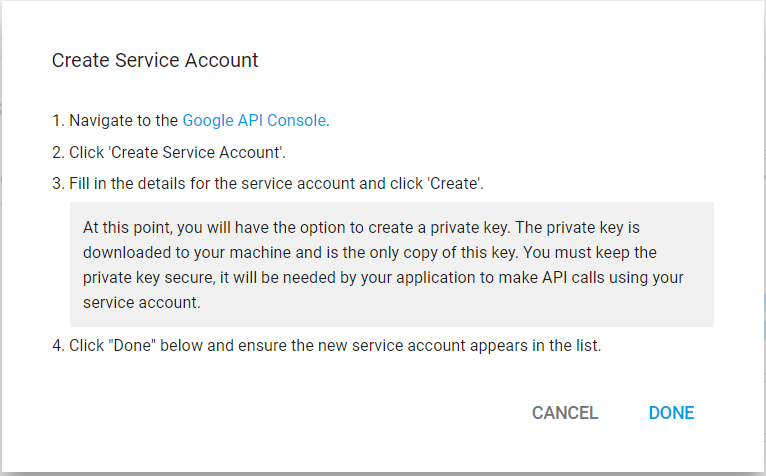 Create Service Account
1. Navigate to the Google API Console.
2. Click 'Create Service Account'.
3. Fill in the details for the service account and click 'Create'.
At this point, you will have the option to create a private key. The private key is
downloaded to your machine and is the only copy of this key. You must keep the
private key secure, it will be needed by your application to make API calls using your
service account.
4. Click "Done" below and ensure the new service account appears in the list.
CANCEL DONE